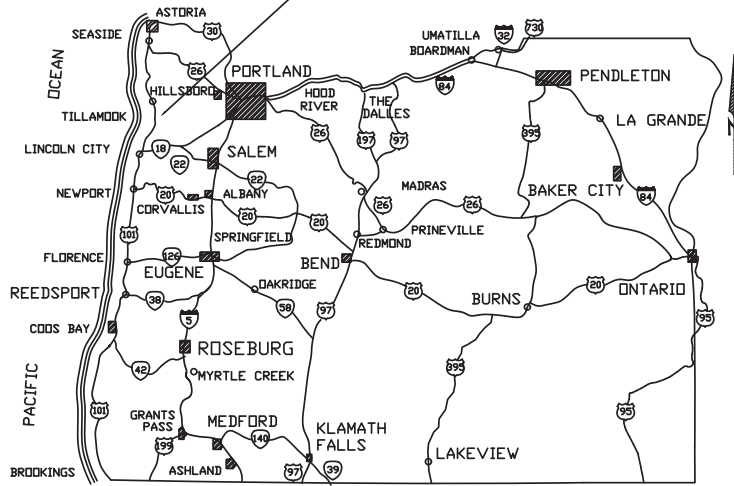 ASTORIA
SEASIDE
30
730
32
UMATILLA
BOARDMAN
OCEAN
26
PORTLAND
HILLSBORO
84
PENDLETON
TILLAMOOK
HOOD
RIVER
THE
DALLES
LA GRANDE
26
197
97
395
LINCOLN CITY
18
22
SALEM
22
MADRAS
BAKER CITY
84
NEWPORT
20
CORVALLIS
ALBANY
20
20
26
26
PRINEVILLE
REDMOND
101
SPRINGFIELD
FLORENCE
126
EUGENE
BEND
REEDSPORT
38
OAKRIDGE
58
97
20
BURNS
20
ONTARIO
COOS BAY
5
95
ROSEBURG
42
MYRTLE CREEK
395
PACIFIC
101
GRANTS
PASS
199
MEDFORD
140
KLAMATH
FALLS
95
LAKEVIEW
BROOKINGS
ASHLAND
97
39